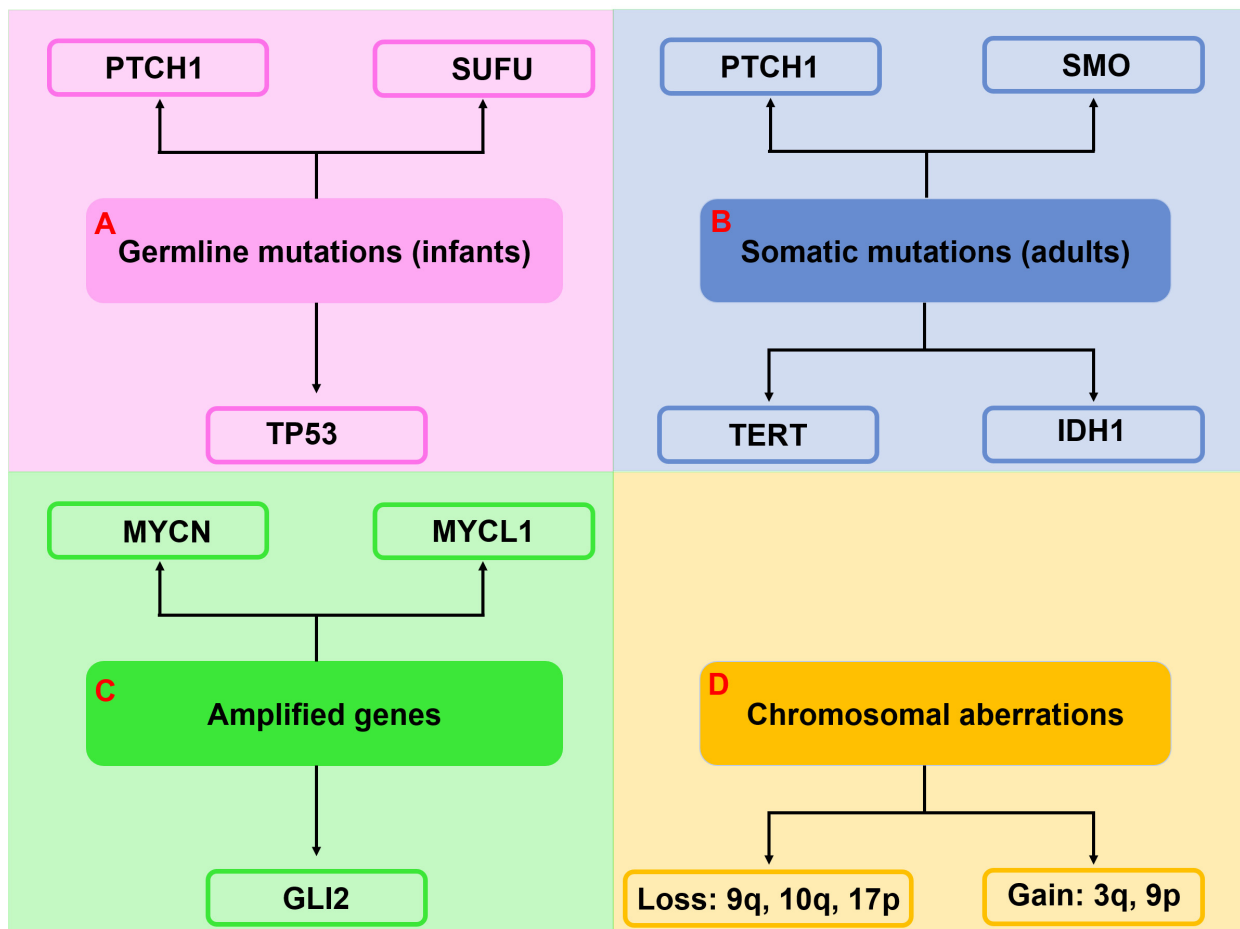 PTCH1
SUFU
A
Germline mutations (infants)
TP53
PTCH1
SMO
B
Somatic mutations (adults)
TERT
IDH1
MYCN
MYCL1
C
Amplified genes
GLI2
D
Chromosomal aberrations
Loss: 9q, 10q, 17p
Gain: 3q, 9p